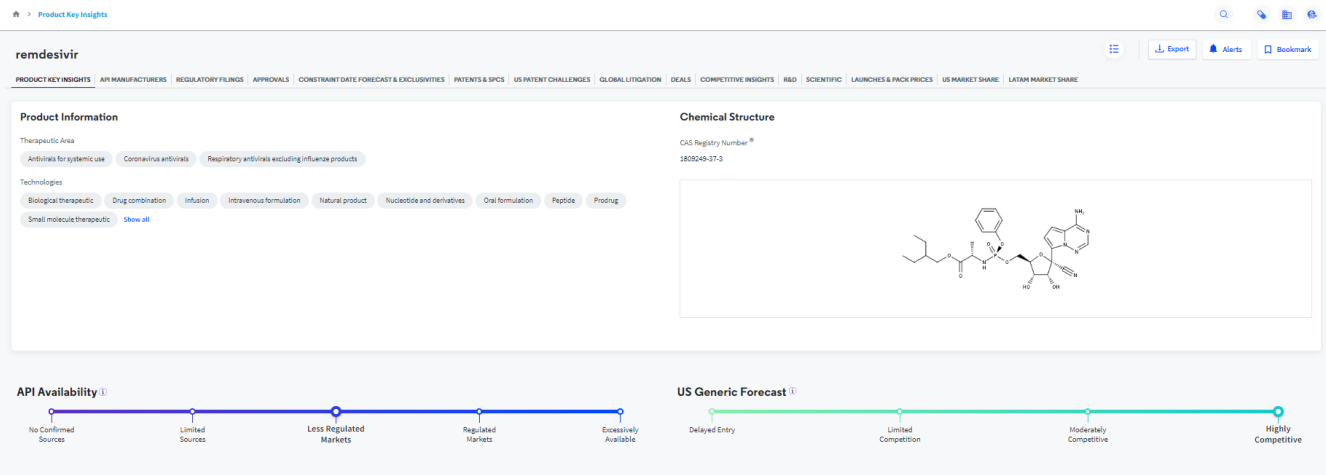 Product Key Insights
remdesivir
Export
Alerts
Bookmark
PRODUCT KEY INSIGHTS
API MANUFACTURERS
REGULATORY FILINGS
APPROVALS
CONSTRAINT DATE FORECAST & EXCLUSIVITIES
PATENTS & SPCS
US PATENT CHALLENGES
GLOBAL LITIGATION
DEALS
COMPETITIVE INSIGHTS
R&D
SCIENTIFIC
LAUNCHES & PACK PRICES
US MARKET SHARE
LATAM MARKET SHARE
Product Information
Therapeutic Area
Antivirals for systemic use
Coronavirus antivirals
Respiratory antivirals excluding influenze products
Technologies
Biological therapeutic
Drug combination
Infusion
Intravenous formulation
Natural product
Nucleotide and derivatives
Oral formulation
Peptide
Prodrug
Small molecule therapeutic
Show all
Chemical Structure
CAS Registry Number ®
1809249-37-3
NH2
N
N
N
O
O
P
O
O
N
H
O
O
N
HO
OH
API Availability
No Confirmed
Sources
Limited
Sources
Less Regulated
Markets
Regulated
Markets
Excessively
Available
US Generic Forecast
Delayed Entry
Limited
Competition
Moderately
Competitive
Highly
Competitive